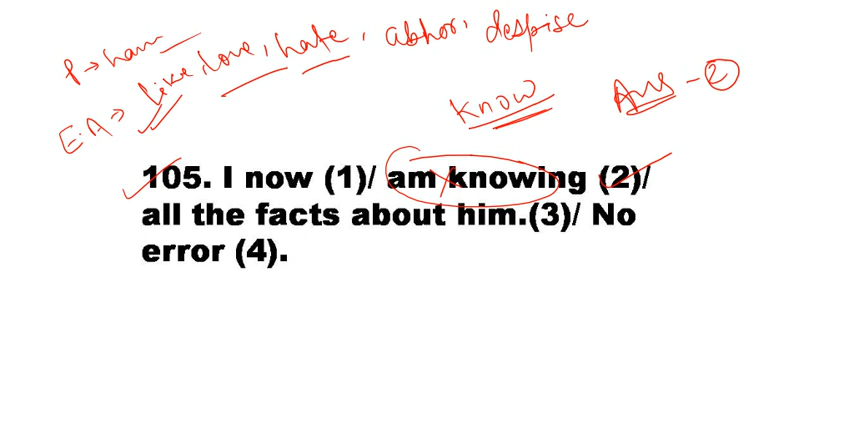 P → have
E.A → like, love, hate, abhor, despise
know Ans - 2
105. I now (1)/ am knowing (2)/
all the facts about him.(3)/ No
error (4).